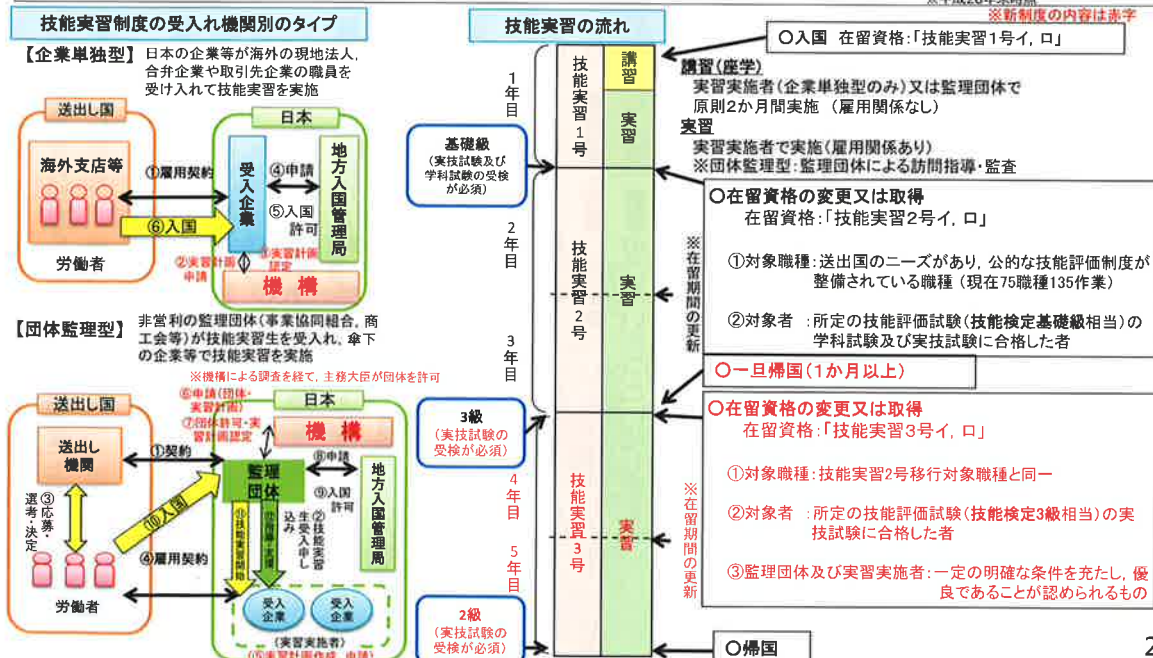 ※新制度の内容は赤字
技能実習制度の受入れ機関別のタイプ
【企業単独型】
日本の企業等が海外の現地法人,
合弁企業や取引先企業の職員を
受け入れて技能実習を実施
送出し国
海外支店等
労働者
日本
受入企業
地方入国管理局
①雇用契約
④申請
⑤入国
許可
⑥入国
②実習計画
申請
③実習計画
認定
機構
【団体監理型】
非営利の監理団体(事業協同組合, 商
工会等)が技能実習生を受入れ, 傘下
の企業等で技能実習を実施
※機構による調査を経て, 主務大臣が団体を許可
送出し国
送出し
機関
③応募・
選考・決定
労働者
日本
⑥申請(団体・
実習計画)
⑦団体許可・実
習計画認定
機構
①契約
監理
団体
⑧申請
⑨入国
許可
地方入国管理局
⑩入国
④雇用契約
⑪技能実習開始
⑫指導・支援
②技能実習
生受入申し
込み
受入
企業
受入
企業
(実習実施者)
(⑤実習計画作成, 申請)
技能実習の流れ
1年目
2年目
3年目
4年目
5年目
技能実習1号
技能実習2号
技能実習3号
講習
実習
実習
実習
基礎級
(実技試験及び
学科試験の受検
が必須)
3級
(実技試験の
受検が必須)
2級
(実技試験の
受検が必須)
※在留期間の更新
※在留期間の更新
○入国 在留資格:「技能実習1号イ, ロ」
講習(座学)
実習実施者(企業単独型のみ)又は監理団体で
原則2か月間実施 (雇用関係なし)
実習
実習実施者で実施(雇用関係あり)
※団体監理型:監理団体による訪問指導・監査
○在留資格の変更又は取得
在留資格:「技能実習2号イ, ロ」
①対象職種:送出国のニーズがあり, 公的な技能評価制度が
整備されている職種 (現在75職種135作業)
②対象者 :所定の技能評価試験(技能検定基礎級相当)の
学科試験及び実技試験に合格した者
○一旦帰国(1か月以上)
○在留資格の変更又は取得
在留資格:「技能実習3号イ, ロ」
①対象職種:技能実習2号移行対象職種と同一
②対象者 :所定の技能評価試験(技能検定3級相当)の実
技試験に合格した者
③監理団体及び実習実施者:一定の明確な条件を充たし, 優
良であることが認められるもの
○帰国
2